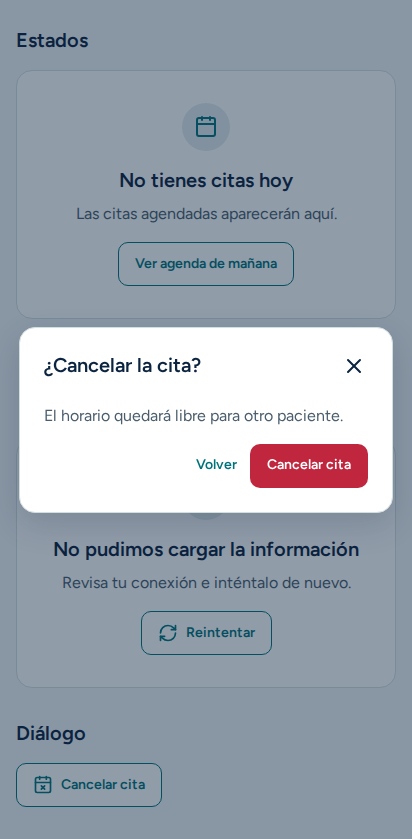 Estados
No tienes citas hoy
Las citas agendadas aparecerán aquí.
Ver agenda de mañana
¿Cancelar la cita?
El horario quedará libre para otro paciente.
Volver
Cancelar cita
No pudimos cargar la información
Revisa tu conexión e inténtalo de nuevo.
Reintentar
Diálogo
Cancelar cita